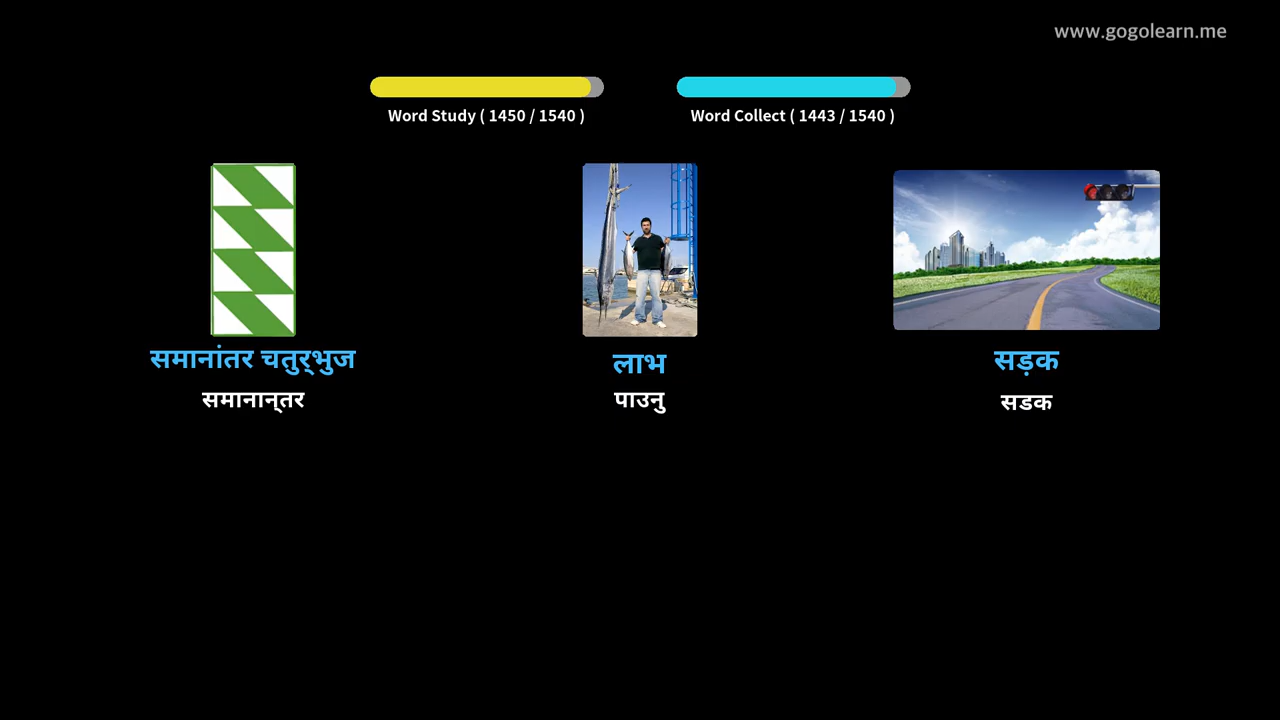 www.gogolearn.me
Word Study ( 1450 / 1540 )
Word Collect ( 1443 / 1540 )
समानांतर चतुर्भुज
समानान्तर
लाभ
पाउनु
सड़क
सडक